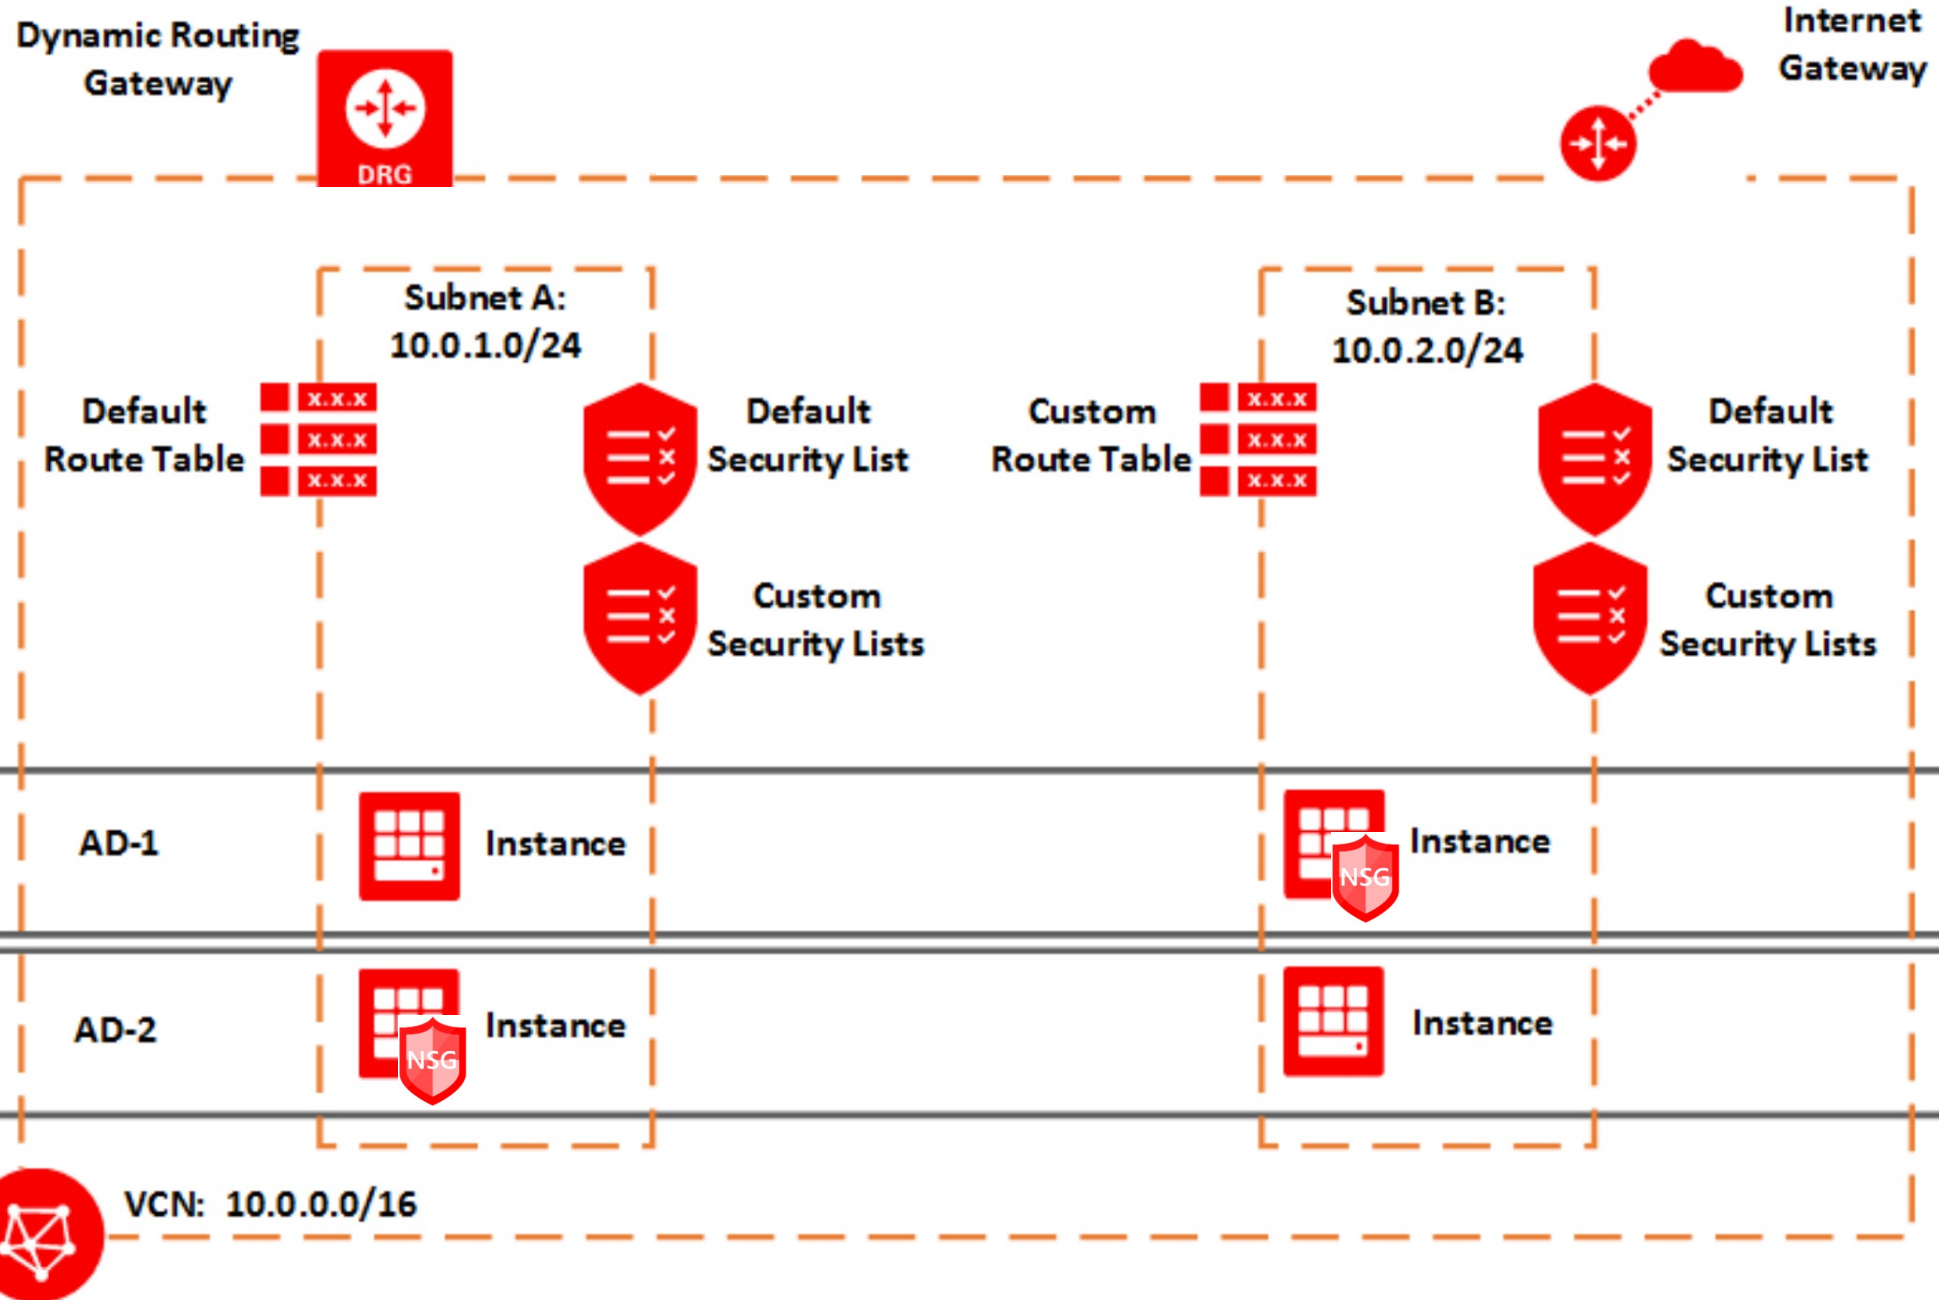 Dynamic Routing
Gateway
DRG
Internet
Gateway
Subnet A:
10.0.1.0/24
Subnet B:
10.0.2.0/24
Default
Route Table
x.x.x
x.x.x
x.x.x
Default
Security List
Custom
Route Table
x.x.x
x.x.x
x.x.x
Default
Security List
Custom
Security Lists
Custom
Security Lists
AD-1
Instance
NSG
Instance
AD-2
NSG
Instance
Instance
VCN: 10.0.0.0/16